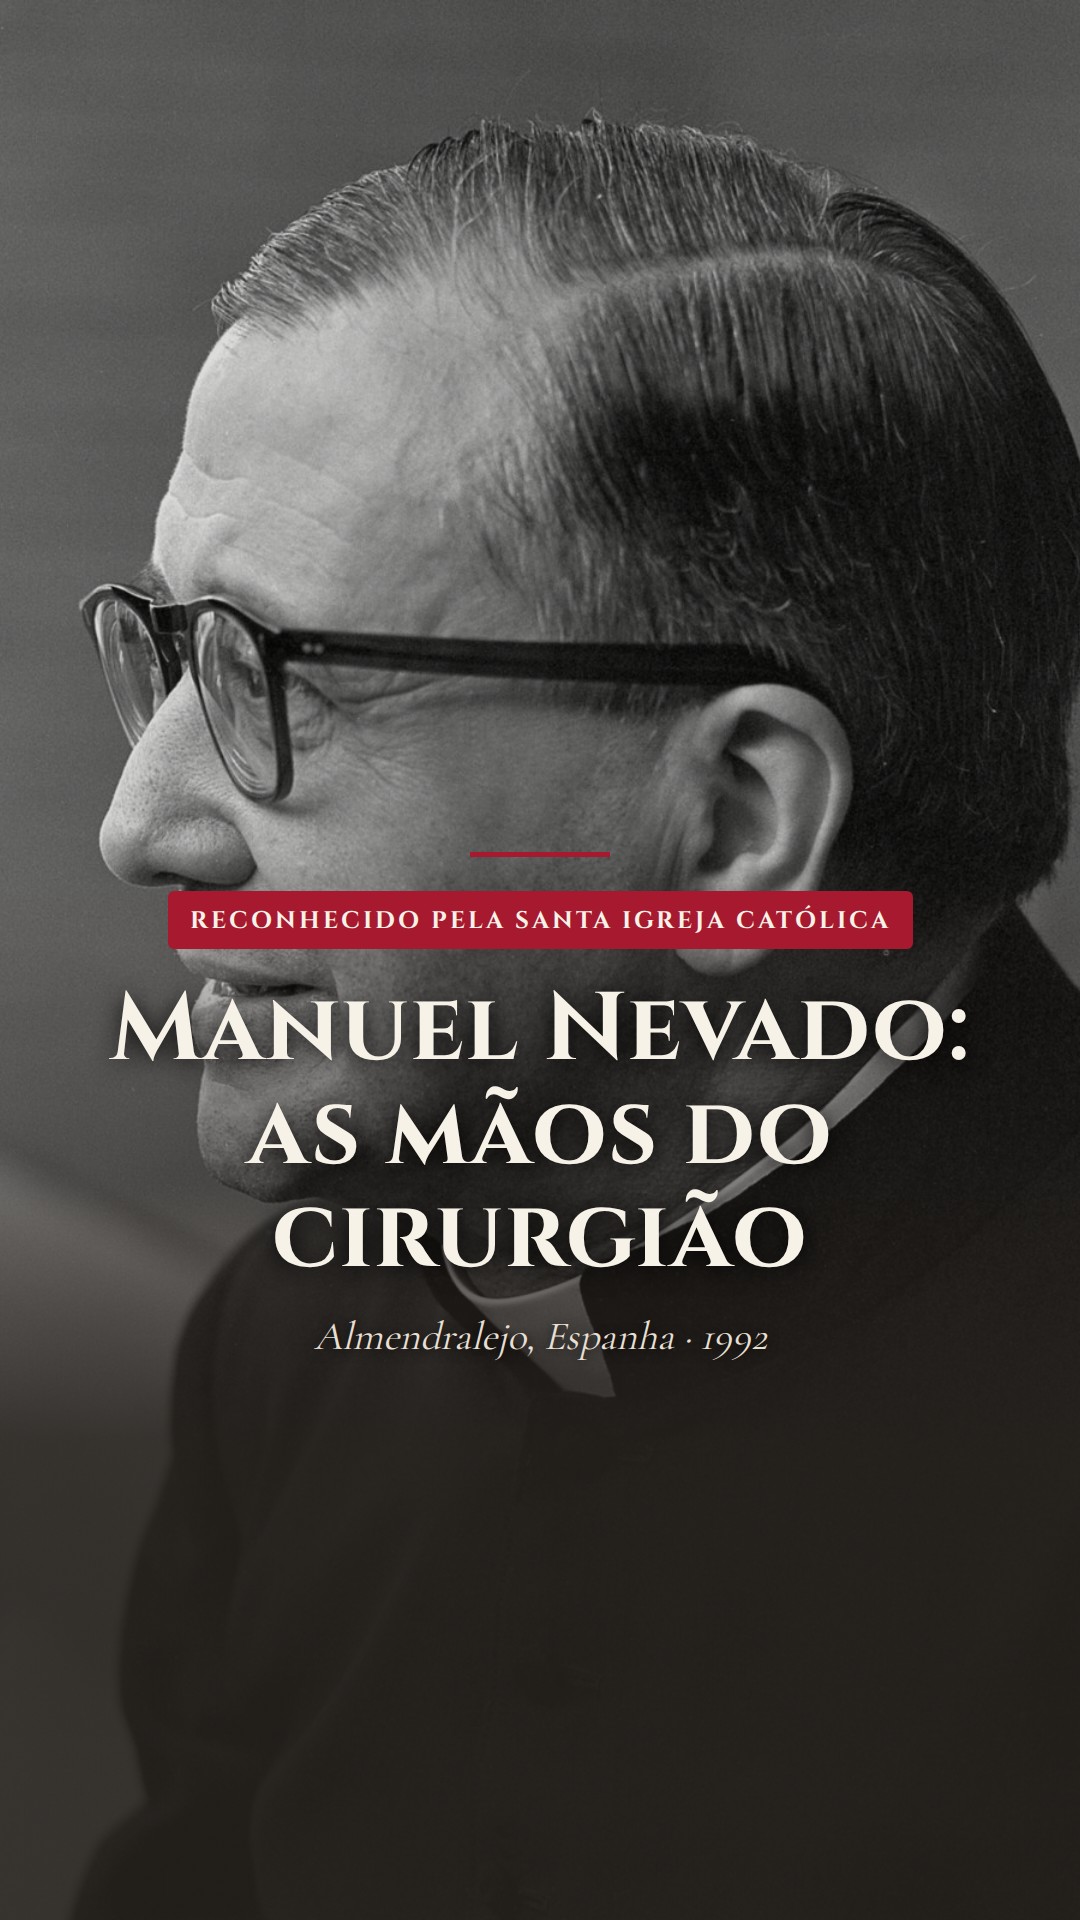 RECONHECIDO PELA SANTA IGREJA CATÓLICA
Manuel Nevado:
as mãos do
cirurgião
Almendralejo, Espanha · 1992